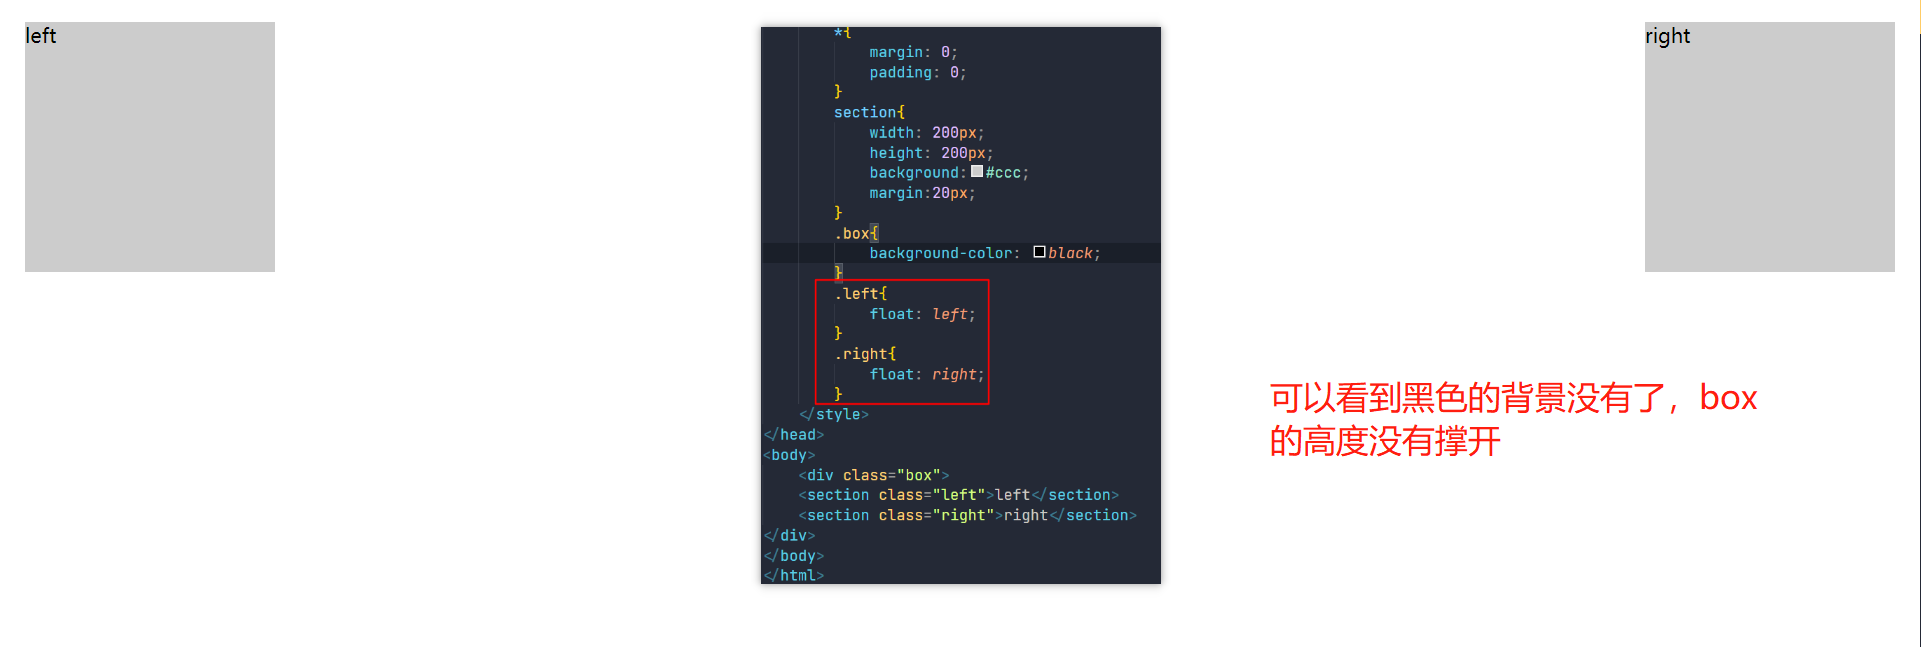 left
*{
margin: 0;
padding: 0;
}
section{
width: 200px;
height: 200px;
background: #ccc;
margin:20px;
}
.box{
background-color: black;
}
.left{
float: left;
}
.right{
float: right;
}
</style>
</head>
<body>
<div class="box">
<section class="left">left</section>
<section class="right">right</section>
</div>
</body>
</html>
right
可以看到黑色的背景没有了，box
的高度没有撑开